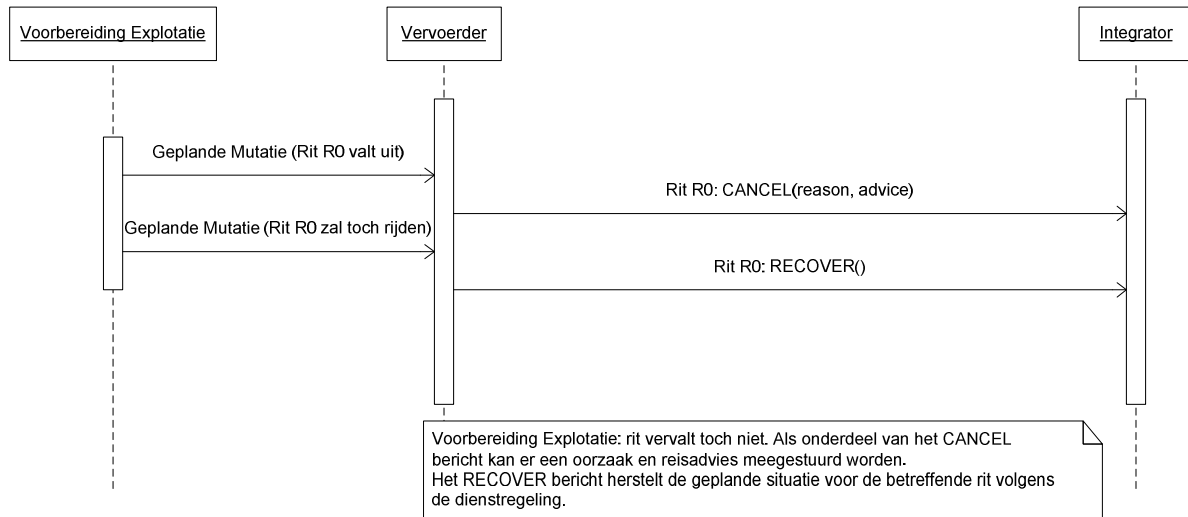 Voorbereiding Explotatie
Vervoerder
Integrator
Geplande Mutatie (Rit R0 valt uit)
Rit R0: CANCEL(reason, advice)
Geplande Mutatie (Rit R0 zal toch rijden)
Rit R0: RECOVER()
Voorbereiding Explotatie: rit vervalt toch niet. Als onderdeel van het CANCEL
bericht kan er een oorzaak en reisadvies meegestuurd worden.
Het RECOVER bericht herstelt de geplande situatie voor de betreffende rit volgens
de dienstregeling.